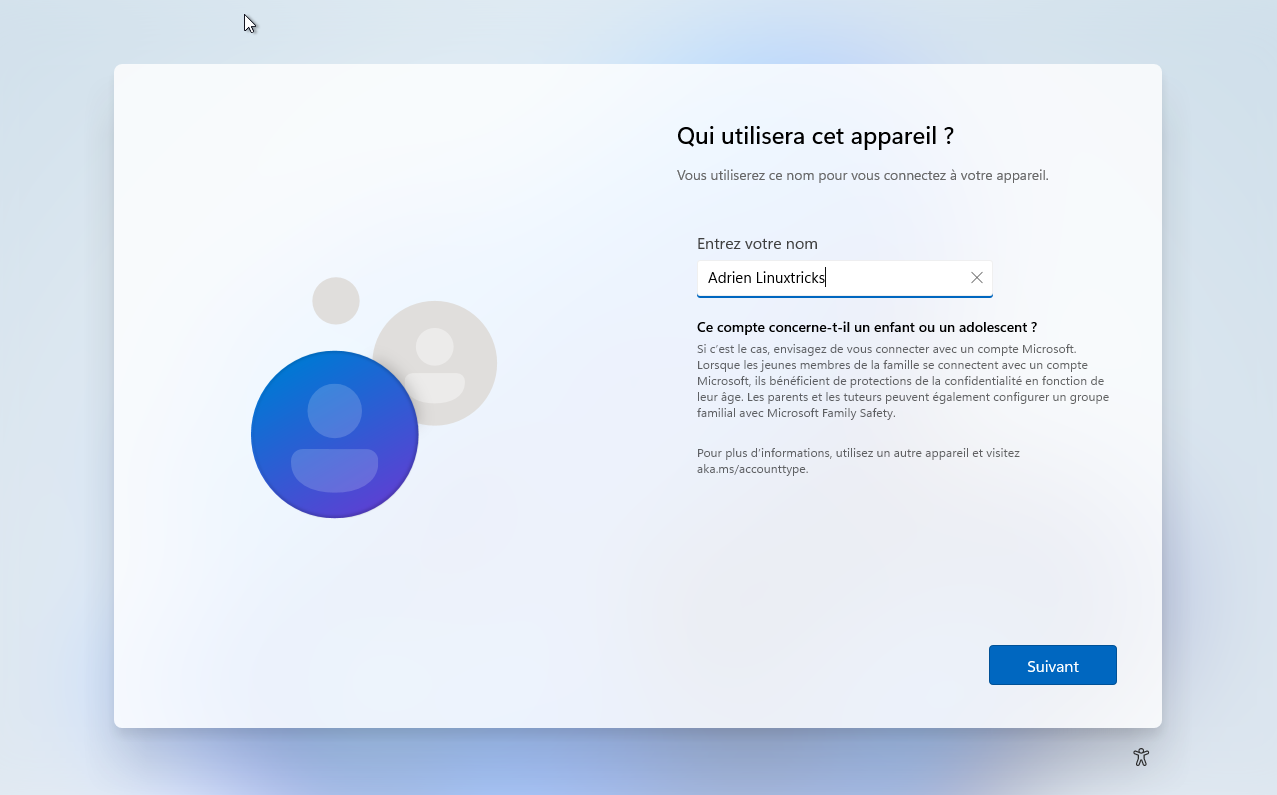 Qui utilisera cet appareil ?
Vous utiliserez ce nom pour vous connectez à votre appareil.
Entrez votre nom
Adrien Linuxtricks
Ce compte concerne-t-il un enfant ou un adolescent ?
Si c'est le cas, envisagez de vous connecter avec un compte Microsoft.
Lorsque les jeunes membres de la famille se connectent avec un compte
Microsoft, ils bénéficient de protections de la confidentialité en fonction de
leur âge. Les parents et les tuteurs peuvent également configurer un groupe
familial avec Microsoft Family Safety.
Pour plus d'informations, utilisez un autre appareil et visitez
aka.ms/accounttype.
Suivant